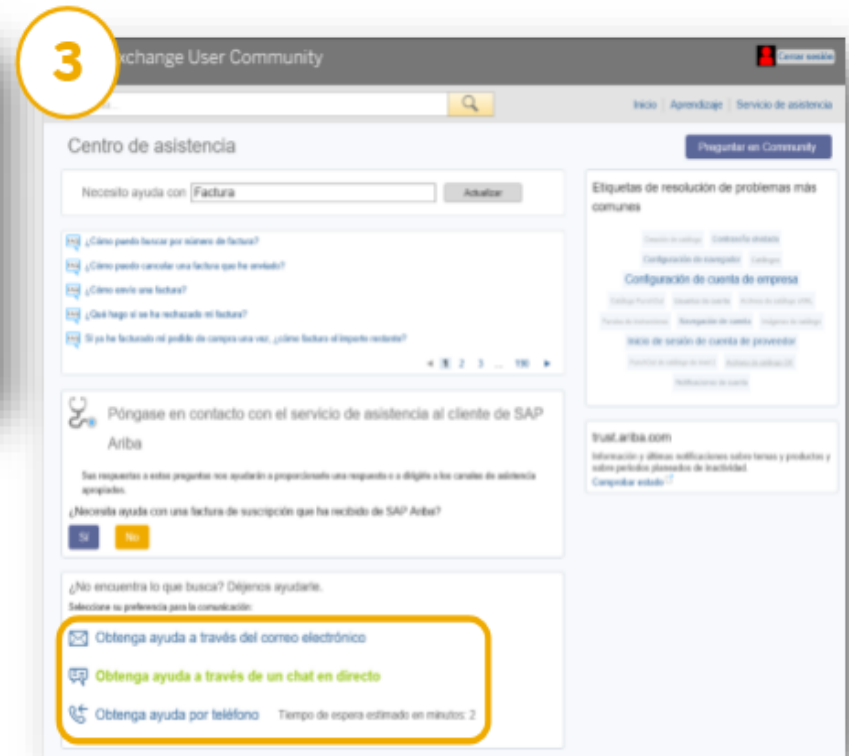 3
xchange User Community
Cerrar sesión
Inicio | Aprendizaje | Servicio de asistencia
Centro de asistencia
Preguntar en Community
Necesito ayuda con Factura
Actualizar
¿Cómo puedo buscar por número de factura?
¿Cómo puedo cancelar una factura que he enviado?
¿Cómo envío una factura?
¿Qué hago si se ha rechazado mi factura?
Si ya he facturado mi pedido de compra una vez, ¿cómo facturo el importe restante?
1 2 3 ... 190
Póngase en contacto con el servicio de asistencia al cliente de SAP
Ariba
Sus respuestas a estas preguntas nos ayudarán a proporcionarle una respuesta o a dirigirle a los canales de asistencia
apropiados.
¿Necesita ayuda con una factura de suscripción que ha recibido de SAP Ariba?
Sí No
¿No encuentra lo que busca? Déjenos ayudarle.
Seleccione su preferencia para la comunicación:
Obtenga ayuda a través del correo electrónico
Obtenga ayuda a través de un chat en directo
Obtenga ayuda por teléfono Tiempo de espera estimado en minutos: 2
Etiquetas de resolución de problemas más
comunes
Configuración de navegador Catálogos
Configuración de cuenta de empresa
Navegación de cuenta
Inicio de sesión de cuenta de proveedor
Notificaciones de cuenta
trust.ariba.com
Información y últimas notificaciones sobre temas y productos y
sobre periodos planeados de inactividad.
Comprobar estado